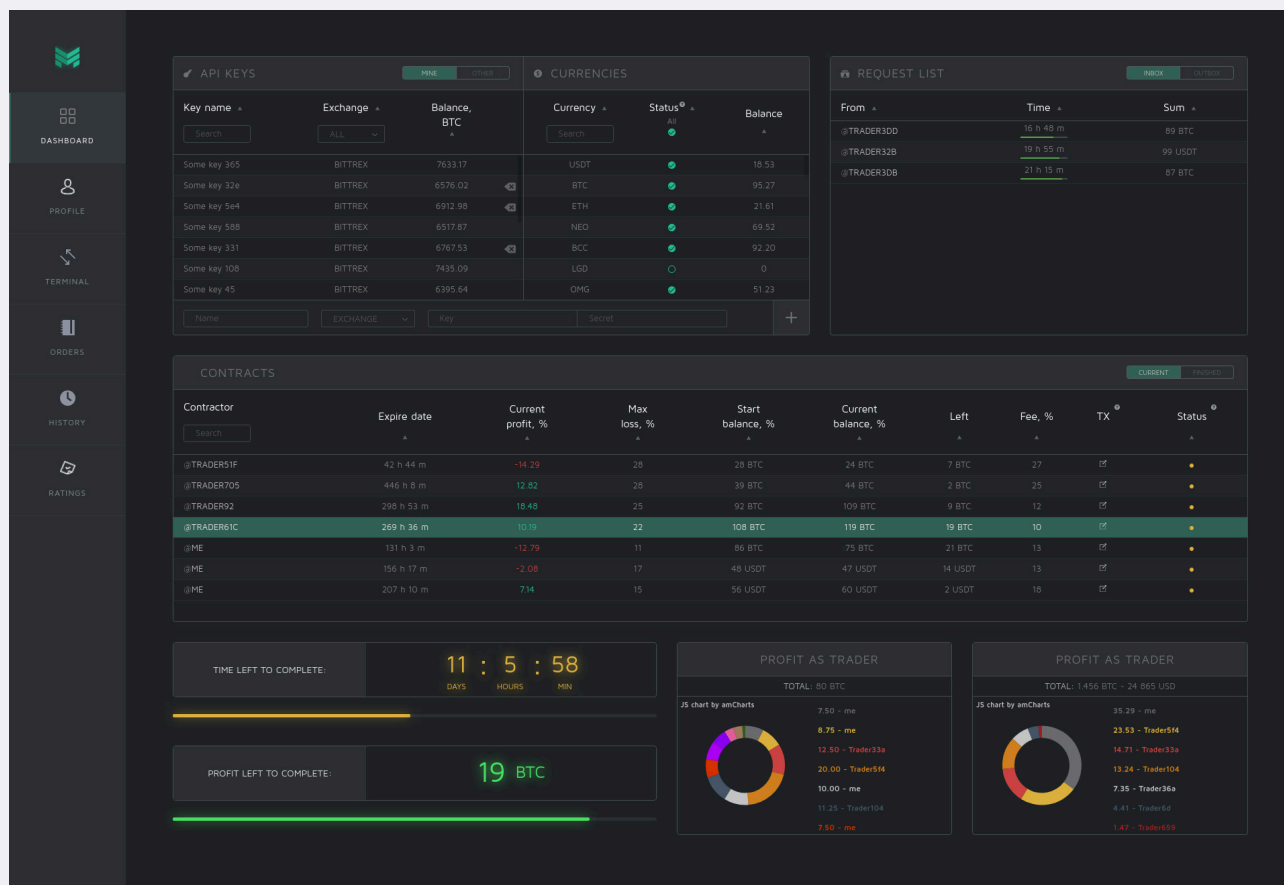 DASHBOARD
PROFILE
TERMINAL
ORDERS
HISTORY
RATINGS
API KEYS MINE OTHER
Key name Exchange Balance, BTC
Search ALL
Some key 365 BITTREX 7633.17
Some key 32e BITTREX 6576.02
Some key 5e4 BITTREX 6912.98
Some key 588 BITTREX 6517.87
Some key 331 BITTREX 6767.53
Some key 108 BITTREX 7435.09
Some key 45 BITTREX 6395.64
Name EXCHANGE Key Secret +
CURRENCIES
Currency Status Balance
Search All
USDT 18.53
BTC 95.27
ETH 21.61
NEO 69.52
BCC 92.20
LGD 0
OMG 51.23
REQUEST LIST INBOX OUTBOX
From Time Sum
@TRADER3DD 16 h 48 m 89 BTC
@TRADER32B 19 h 55 m 99 USDT
@TRADER3DB 21 h 15 m 87 BTC
CONTRACTS CURRENT FINISHED
Contractor Expire date Current profit, % Max loss, % Start balance, % Current balance, % Left Fee, % TX Status
Search
@TRADER51F 42 h 44 m -14.29 28 28 BTC 24 BTC 7 BTC 27
@TRADER705 446 h 8 m 12.82 28 39 BTC 44 BTC 2 BTC 25
@TRADER92 298 h 53 m 18.48 25 92 BTC 109 BTC 9 BTC 12
@TRADER61C 269 h 36 m 10.19 22 108 BTC 119 BTC 19 BTC 10
@ME 131 h 3 m -12.79 11 86 BTC 75 BTC 21 BTC 13
@ME 156 h 17 m -2.08 17 48 USDT 47 USDT 14 USDT 13
@ME 207 h 10 m 7.14 15 56 USDT 60 USDT 2 USDT 18
TIME LEFT TO COMPLETE: 11 : 5 : 58
DAYS HOURS MIN
PROFIT LEFT TO COMPLETE: 19 BTC
PROFIT AS TRADER
TOTAL: 80 BTC
JS chart by amCharts
7.50 - me
8.75 - me
12.50 - Trader33a
20.00 - Trader5f4
10.00 - me
11.25 - Trader104
7.50 - me
PROFIT AS TRADER
TOTAL: 1.456 BTC - 24 865 USD
JS chart by amCharts
35.29 - me
23.53 - Trader5f4
14.71 - Trader33a
13.24 - Trader104
7.35 - Trader36a
4.41 - Trader6d
1.47 - Trader659